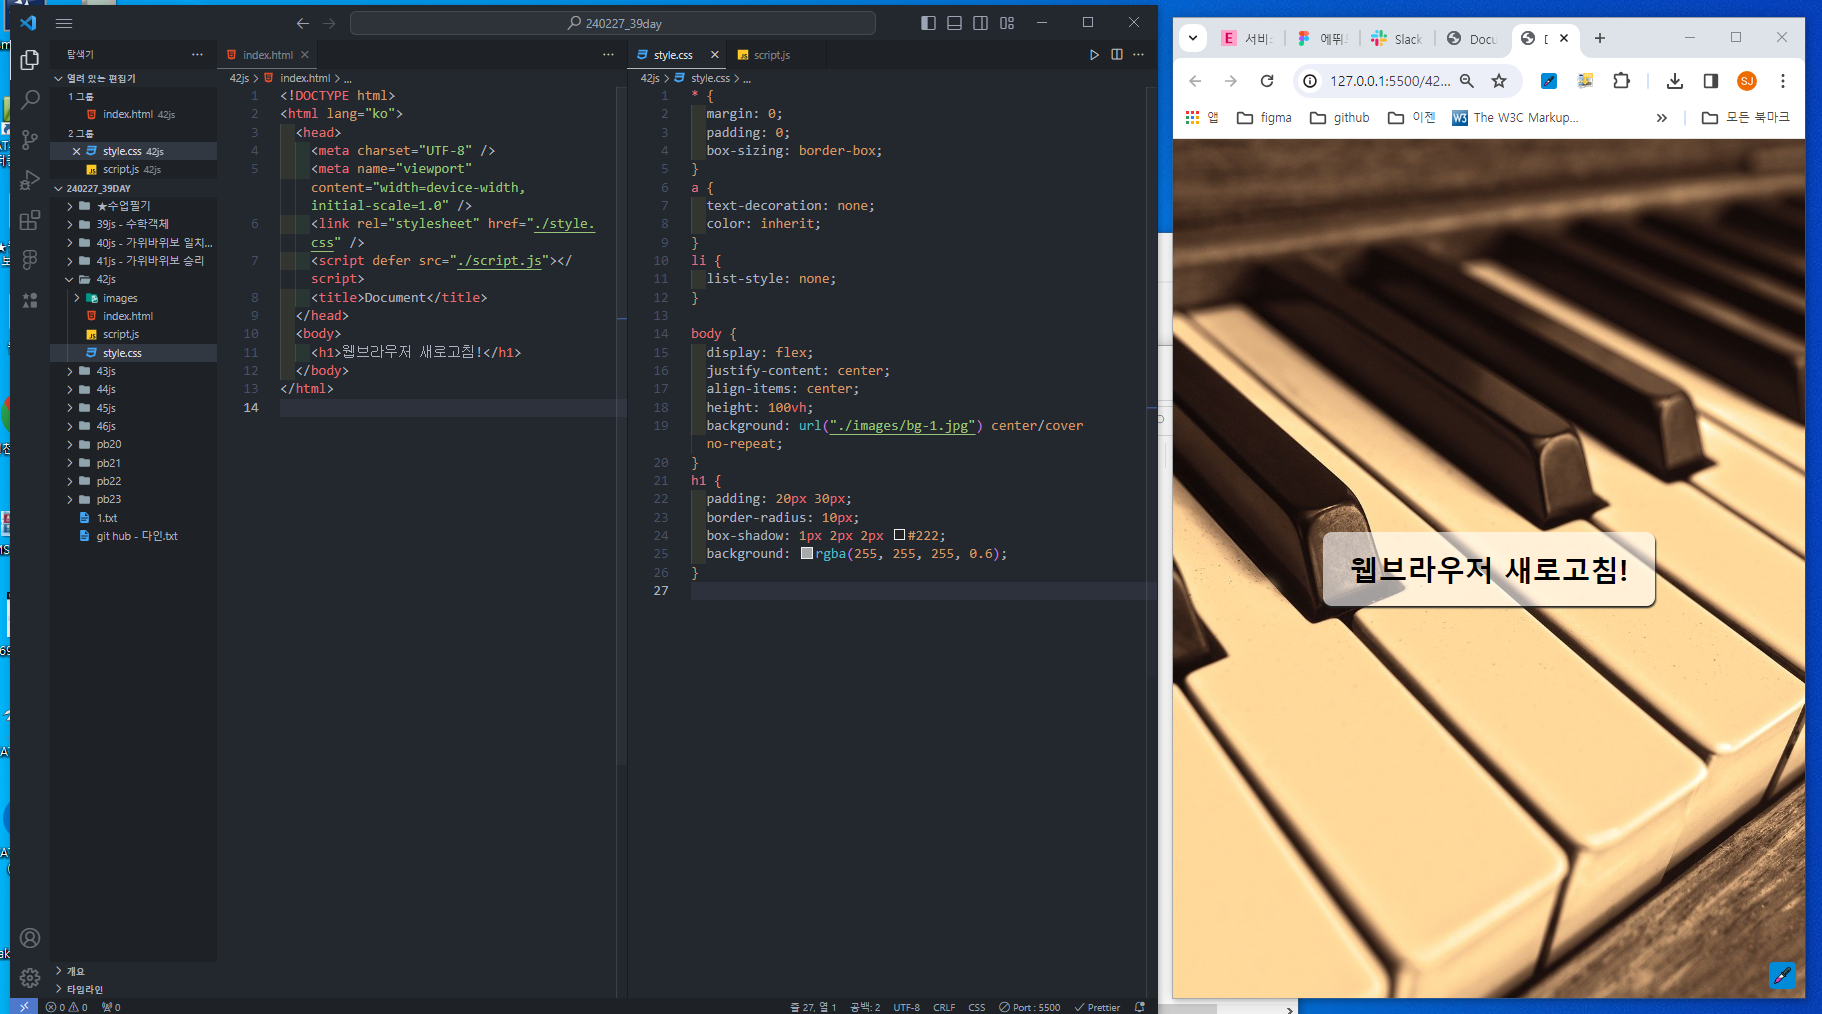 240227_39day
탐색기
열려 있는 편집기
1 그룹
index.html 42js
2 그룹
style.css 42js
script.js 42js
240227_39DAY
★수업필기
39js - 수학객체
40js - 가위바위보 일치...
41js - 가위바위보 승리
42js
images
index.html
script.js
style.css
43js
44js
45js
46js
pb20
pb21
pb22
pb23
1.txt
git hub - 다인.txt
개요
타임라인
index.html
42js > index.html > ...
1 <!DOCTYPE html>
2 <html lang="ko">
3 <head>
4 <meta charset="UTF-8" />
5 <meta name="viewport"
content="width=device-width,
initial-scale=1.0" />
6 <link rel="stylesheet" href="./style.
css" />
7 <script defer src="./script.js"></
script>
8 <title>Document</title>
9 </head>
10 <body>
11 <h1>웹브라우저 새로고침!</h1>
12 </body>
13 </html>
14
style.css
script.js
42js > style.css > ...
1 * {
2 margin: 0;
3 padding: 0;
4 box-sizing: border-box;
5 }
6 a {
7 text-decoration: none;
8 color: inherit;
9 }
10 li {
11 list-style: none;
12 }
13
14 body {
15 display: flex;
16 justify-content: center;
17 align-items: center;
18 height: 100vh;
19 background: url("./images/bg-1.jpg") center/cover
no-repeat;
20 }
21 h1 {
22 padding: 20px 30px;
23 border-radius: 10px;
24 box-shadow: 1px 2px 2px #222;
25 background: rgba(255, 255, 255, 0.6);
26 }
27
0 0 0
줄 27, 열 1 공백: 2 UTF-8 CRLF CSS Port : 5500 Prettier
E 서비 에뛰 Slack Docu
127.0.0.1:5500/42...
SJ
앱 figma github 이젠 W3 The W3C Markup... » 모든 북마크
웹브라우저 새로고침!